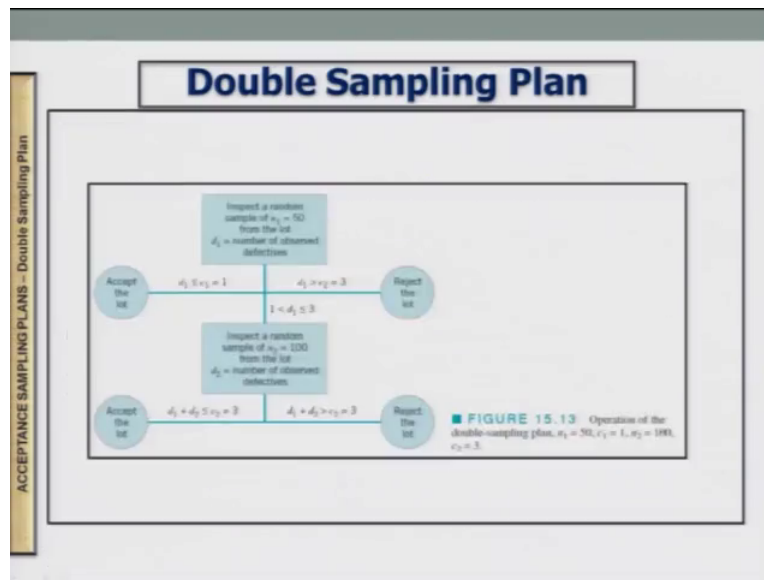 Double Sampling Plan
ACCEPTANCE SAMPLING PLANS – Double Sampling Plan
Inspect a random
sample of n₁ = 50
from the lot
d₁ = number of observed
defectives
Accept
the
lot
d₁ ≤ c₁ = 1
d₁ > c₂ = 3
Reject
the
lot
1 < d₁ ≤ 3
Inspect a random
sample of n₂ = 100
from the lot
d₂ = number of observed
defectives
Accept
the
lot
d₁ + d₂ ≤ c₂ = 3
d₁ + d₂ > c₂ = 3
Reject
the
lot
■ FIGURE 15.13 Operation of the
double-sampling plan, n₁ = 50, c₁ = 1, n₂ = 100,
c₂ = 3.